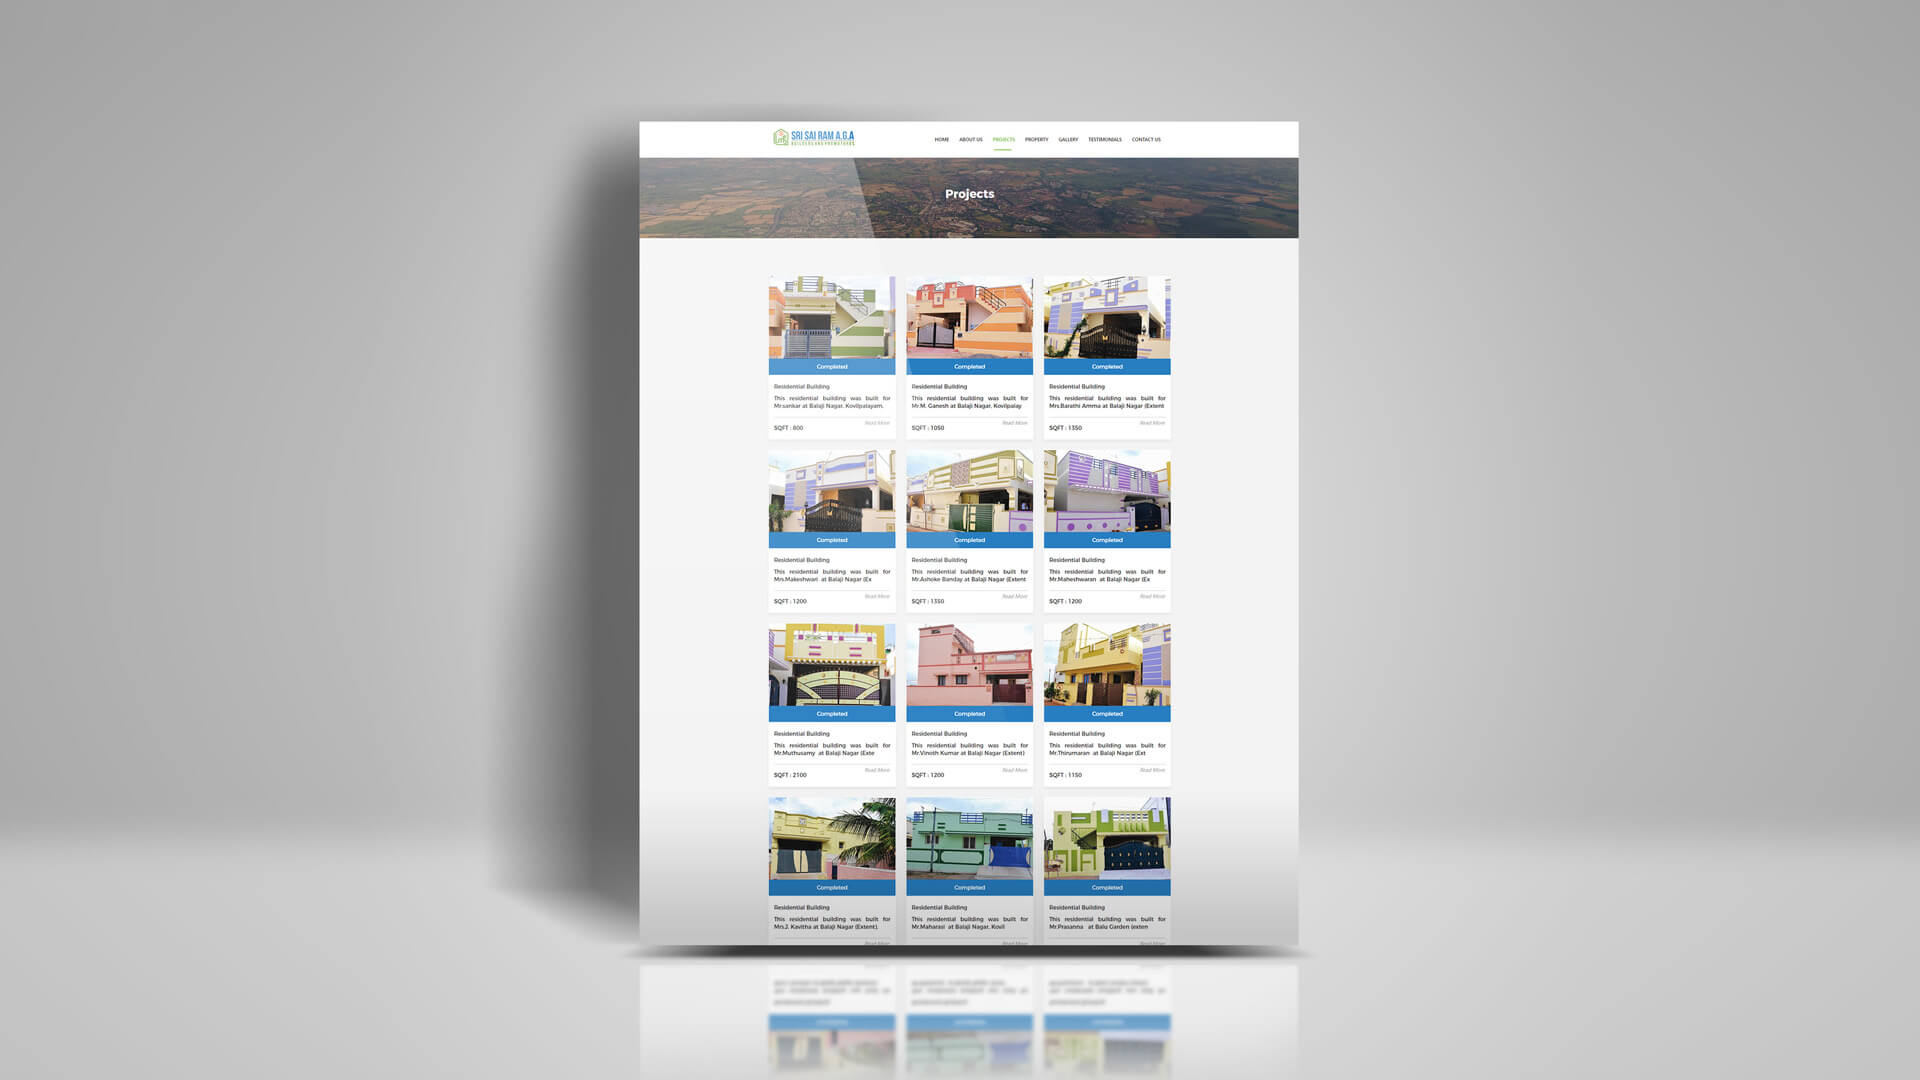 SRI SAI RAM A.G.A
BUILDERS AND PROMOTORS
HOME ABOUT US PROJECTS PROPERTY GALLERY TESTIMONIALS CONTACT US
Projects
Completed
Residential Building
This residential building was built for
Mr.sankar at Balaji Nagar, Kovilpalayam.
Read More
SQFT : 800
Completed
Residential Building
This residential building was built for
Mr.M. Ganesh at Balaji Nagar, Kovilpalay
Read More
SQFT : 1050
Completed
Residential Building
This residential building was built for
Mrs.Barathi Amma at Balaji Nagar (Extent
Read More
SQFT : 1350
Completed
Residential Building
This residential building was built for
Mrs.Makeshwari at Balaji Nagar (Ex
Read More
SQFT : 1200
Completed
Residential Building
This residential building was built for
Mr.Ashoke Banday at Balaji Nagar (Extent
Read More
SQFT : 1350
Completed
Residential Building
This residential building was built for
Mr.Maheshwaran at Balaji Nagar (Ex
Read More
SQFT : 1200
Completed
Residential Building
This residential building was built for
Mr.Muthusamy at Balaji Nagar (Exte
Read More
SQFT : 2100
Completed
Residential Building
This residential building was built for
Mr.Vinoth Kumar at Balaji Nagar (Extent)
Read More
SQFT : 1200
Completed
Residential Building
This residential building was built for
Mr.Thirumaran at Balaji Nagar (Ext
Read More
SQFT : 1150
Completed
Residential Building
This residential building was built for
Mrs.J. Kavitha at Balaji Nagar (Extent).
Read More
Completed
Residential Building
This residential building was built for
Mr.Maharasi at Balaji Nagar, Kovil
Read More
Completed
Residential Building
This residential building was built for
Mr.Prasanna at Balu Garden (exten
Read More